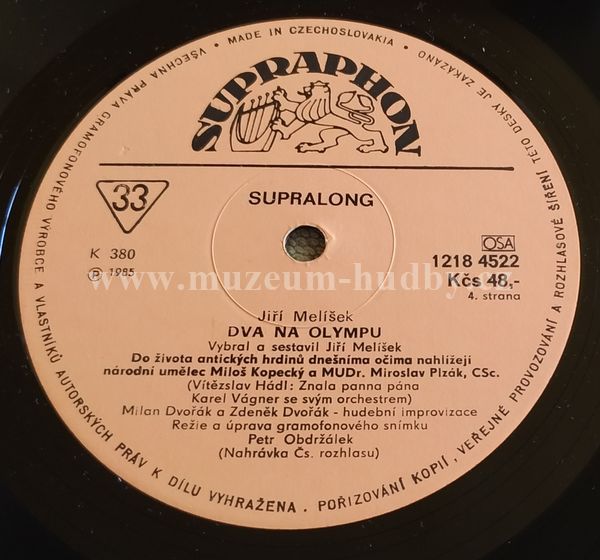 VŠECHNA PRÁVA GRAMOFONOVÉHO VÝROBCE A VLASTNÍKŮ AUTORSKÝCH PRÁV K DÍLU VYHRAŽENA . POŘIZOVÁNÍ KOPIÍ , VEŘEJNÉ PROVOZOVÁNÍ A ROZHLASOVÉ ŠÍŘENÍ TÉTO DESKY JE ZAKÁZÁNO
• MADE IN CZECHOSLOVAKIA •
SUPRAPHON
33
SUPRALONG
K 380
Ⓟ 1985
OSA
1218 4522
Kčs 48,-
4. strana
www.muzeum-hudby.cz
Jiří Melíšek
DVA NA OLYMPU
Vybral a sestavil Jiří Melíšek
Do života antických hrdinů dnešníma očima nahlížejí
národní umělec Miloš Kopecký a MUDr. Miroslav Plzák, CSc.
(Vítězslav Hádl: Znala panna pána
Karel Vágner se svým orchestrem)
Milan Dvořák a Zdeněk Dvořák - hudební improvizace
Režie a úprava gramofonového snímku
Petr Obdržálek
(Nahrávka Čs. rozhlasu)